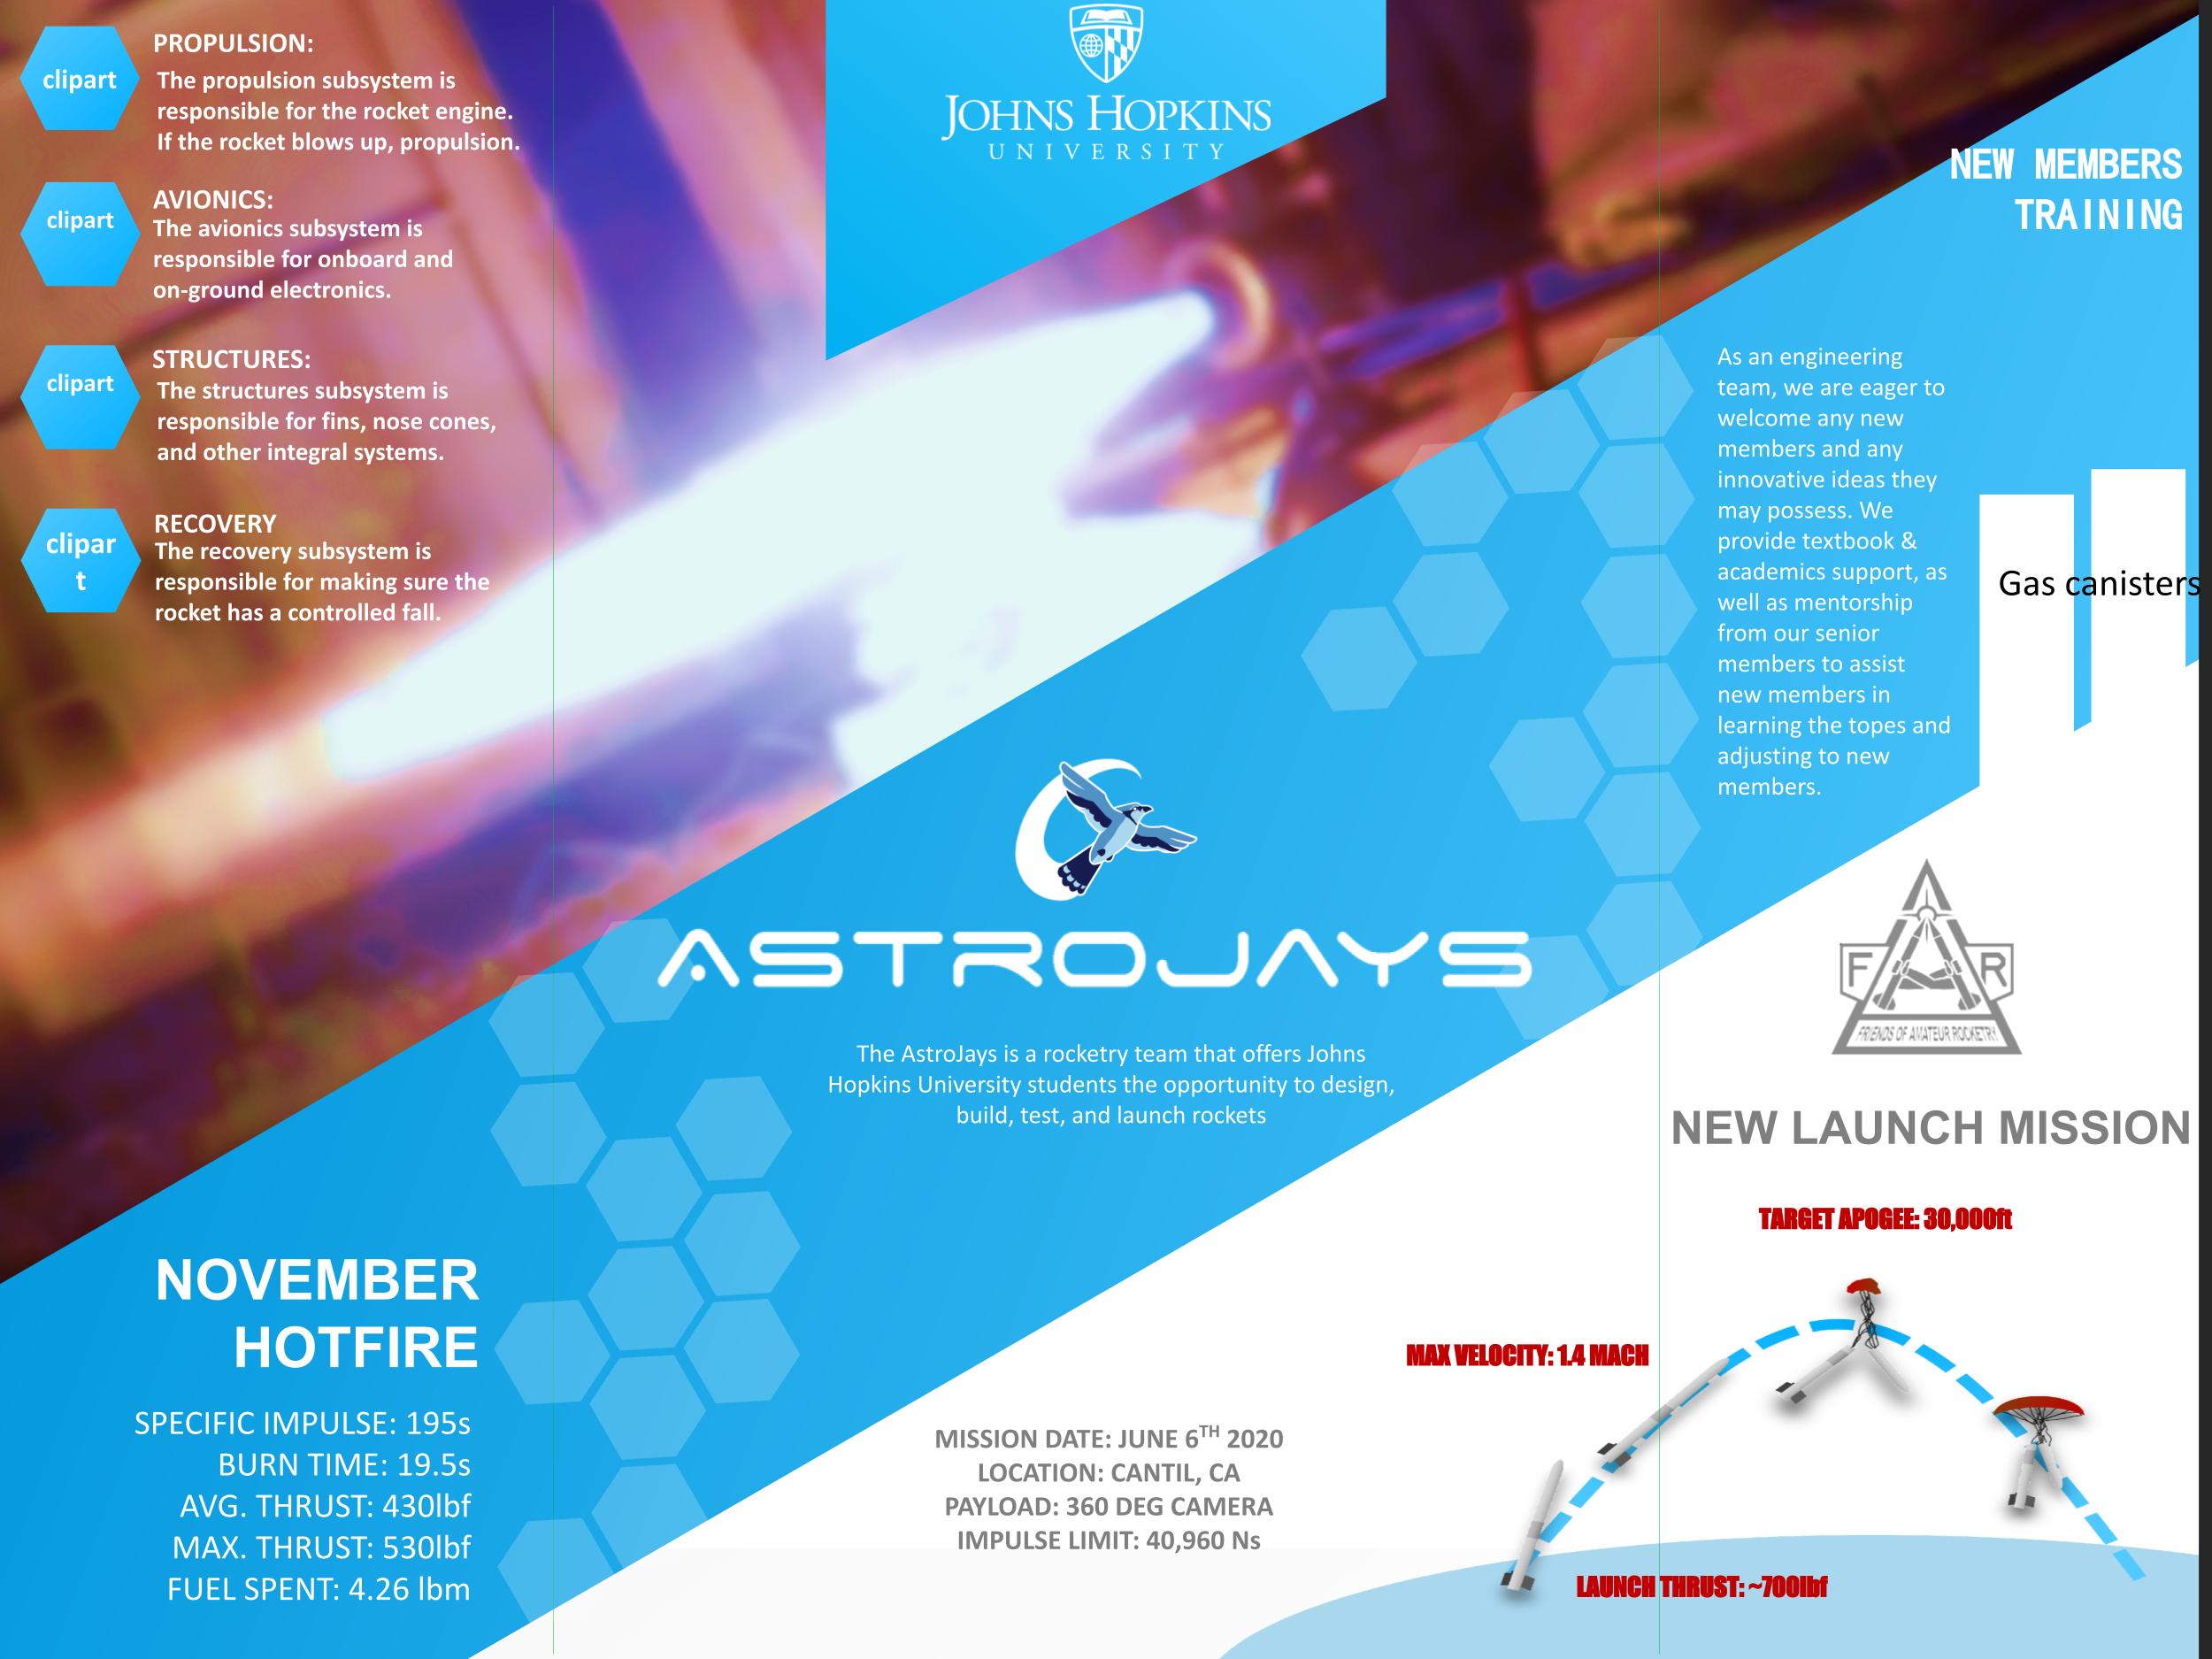 clipart
PROPULSION:
The propulsion subsystem is
responsible for the rocket engine.
If the rocket blows up, propulsion.
clipart
AVIONICS:
The avionics subsystem is
responsible for onboard and
on-ground electronics.
clipart
STRUCTURES:
The structures subsystem is
responsible for fins, nose cones,
and other integral systems.
clipar
t
RECOVERY
The recovery subsystem is
responsible for making sure the
rocket has a controlled fall.
NOVEMBER
HOTFIRE
SPECIFIC IMPULSE: 195s
BURN TIME: 19.5s
AVG. THRUST: 430lbf
MAX. THRUST: 530lbf
FUEL SPENT: 4.26 lbm
JOHNS HOPKINS
UNIVERSITY
ASTROJAYS
The AstroJays is a rocketry team that offers Johns
Hopkins University students the opportunity to design,
build, test, and launch rockets
MISSION DATE: JUNE 6TH 2020
LOCATION: CANTIL, CA
PAYLOAD: 360 DEG CAMERA
IMPULSE LIMIT: 40,960 Ns
NEW MEMBERS
TRAINING
As an engineering
team, we are eager to
welcome any new
members and any
innovative ideas they
may possess. We
provide textbook &
academics support, as
well as mentorship
from our senior
members to assist
new members in
learning the topes and
adjusting to new
members.
Gas canisters
FAR
FRIENDS OF AMATEUR ROCKETRY
NEW LAUNCH MISSION
TARGET APOGEE: 30,000ft
MAX VELOCITY: 1.4 MACH
LAUNCH THRUST: ~700lbf